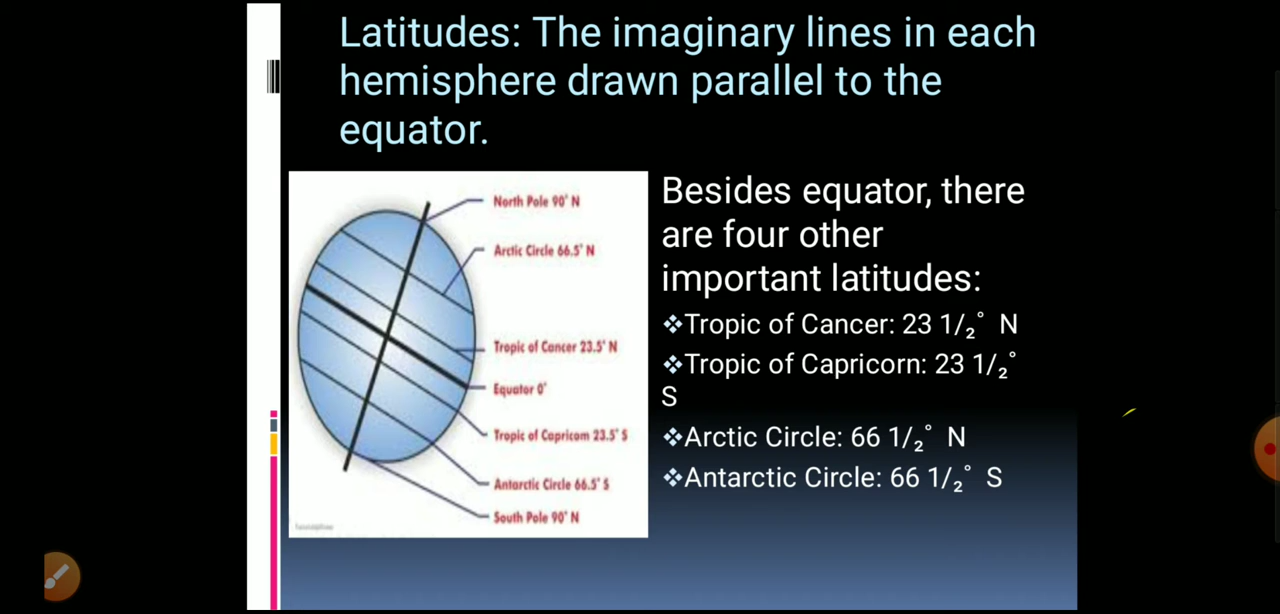 Latitudes: The imaginary lines in each
hemisphere drawn parallel to the
equator.
North Pole 90° N
Arctic Circle 66.5° N
Tropic of Cancer 23.5° N
Equator 0°
Tropic of Capricorn 23.5° S
Antarctic Circle 66.5° S
South Pole 90° N
Besides equator, there
are four other
important latitudes:
❖Tropic of Cancer: 23 1/₂° N
❖Tropic of Capricorn: 23 1/₂°
S
❖Arctic Circle: 66 1/₂° N
❖Antarctic Circle: 66 1/₂° S